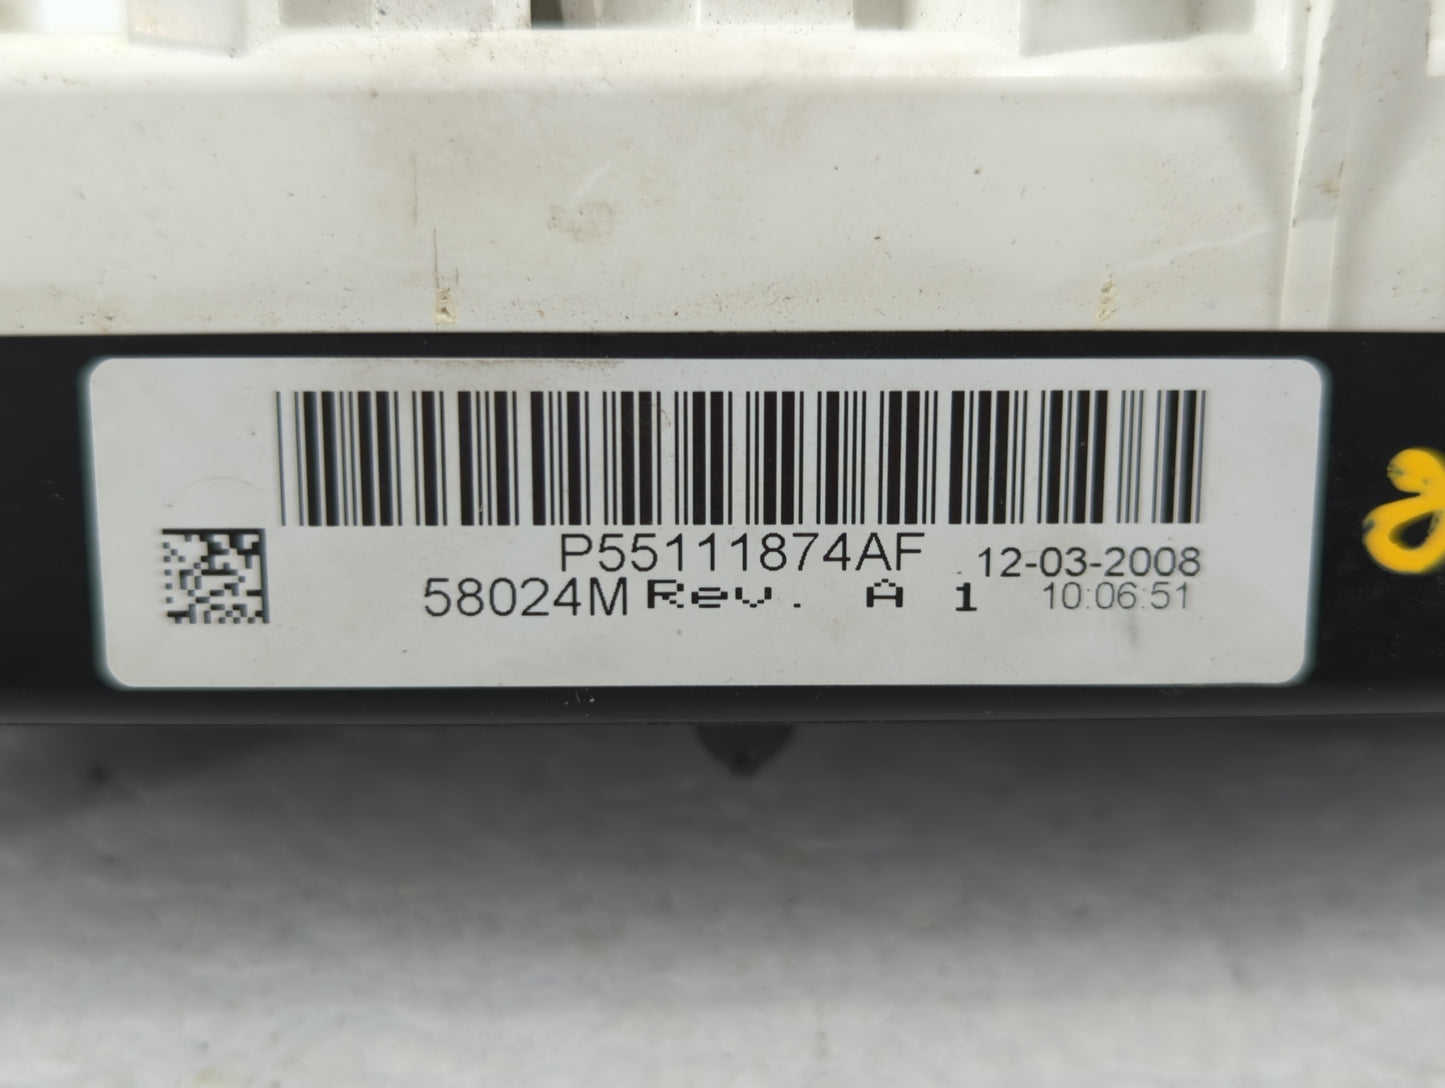 P55111874AF
12-03-2008
58024M Rev. A 1
10:06:51